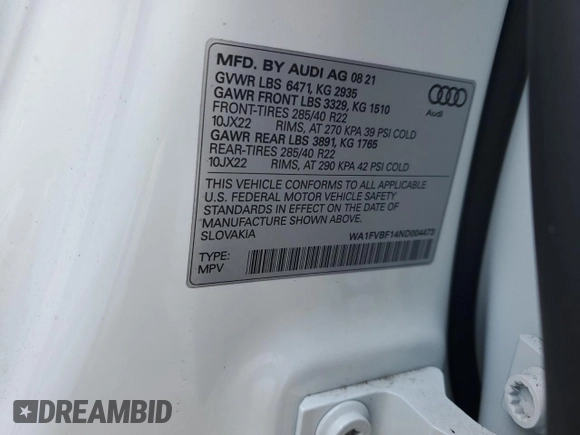 MFD. BY AUDI AG 08 21
GVWR LBS 6471, KG 2935
GAWR FRONT LBS 3329, KG 1510
FRONT-TIRES 285/40 R22
10JX22 RIMS, AT 270 KPA 39 PSI COLD
GAWR REAR LBS 3891, KG 1765
REAR-TIRES 285/40 R22
10JX22 RIMS, AT 290 KPA 42 PSI COLD
Audi
THIS VEHICLE CONFORMS TO ALL APPLICABLE
U.S. FEDERAL MOTOR VEHICLE SAFETY
STANDARDS IN EFFECT ON THE DATE OF
MANUFACTURE SHOWN ABOVE.
SLOVAKIA WA1FVBF14ND004473
TYPE:
MPV
DREAMBID